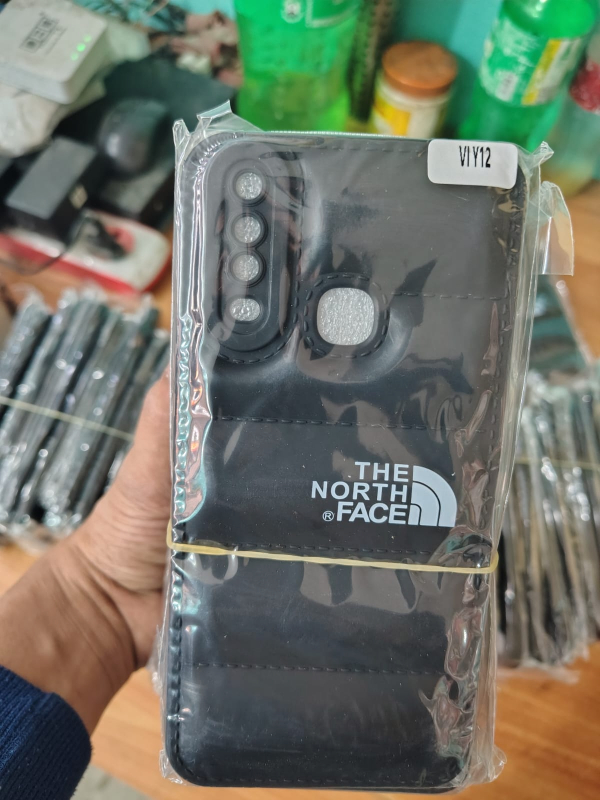 VI Y12
THE
NORTH
® FACE